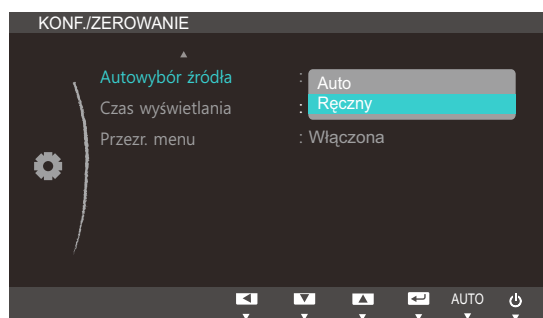 KONF./ZEROWANIE
Autowybór źródła :
Auto
Ręczny
Czas wyświetlania :
Przezr. menu : Włączona
AUTO